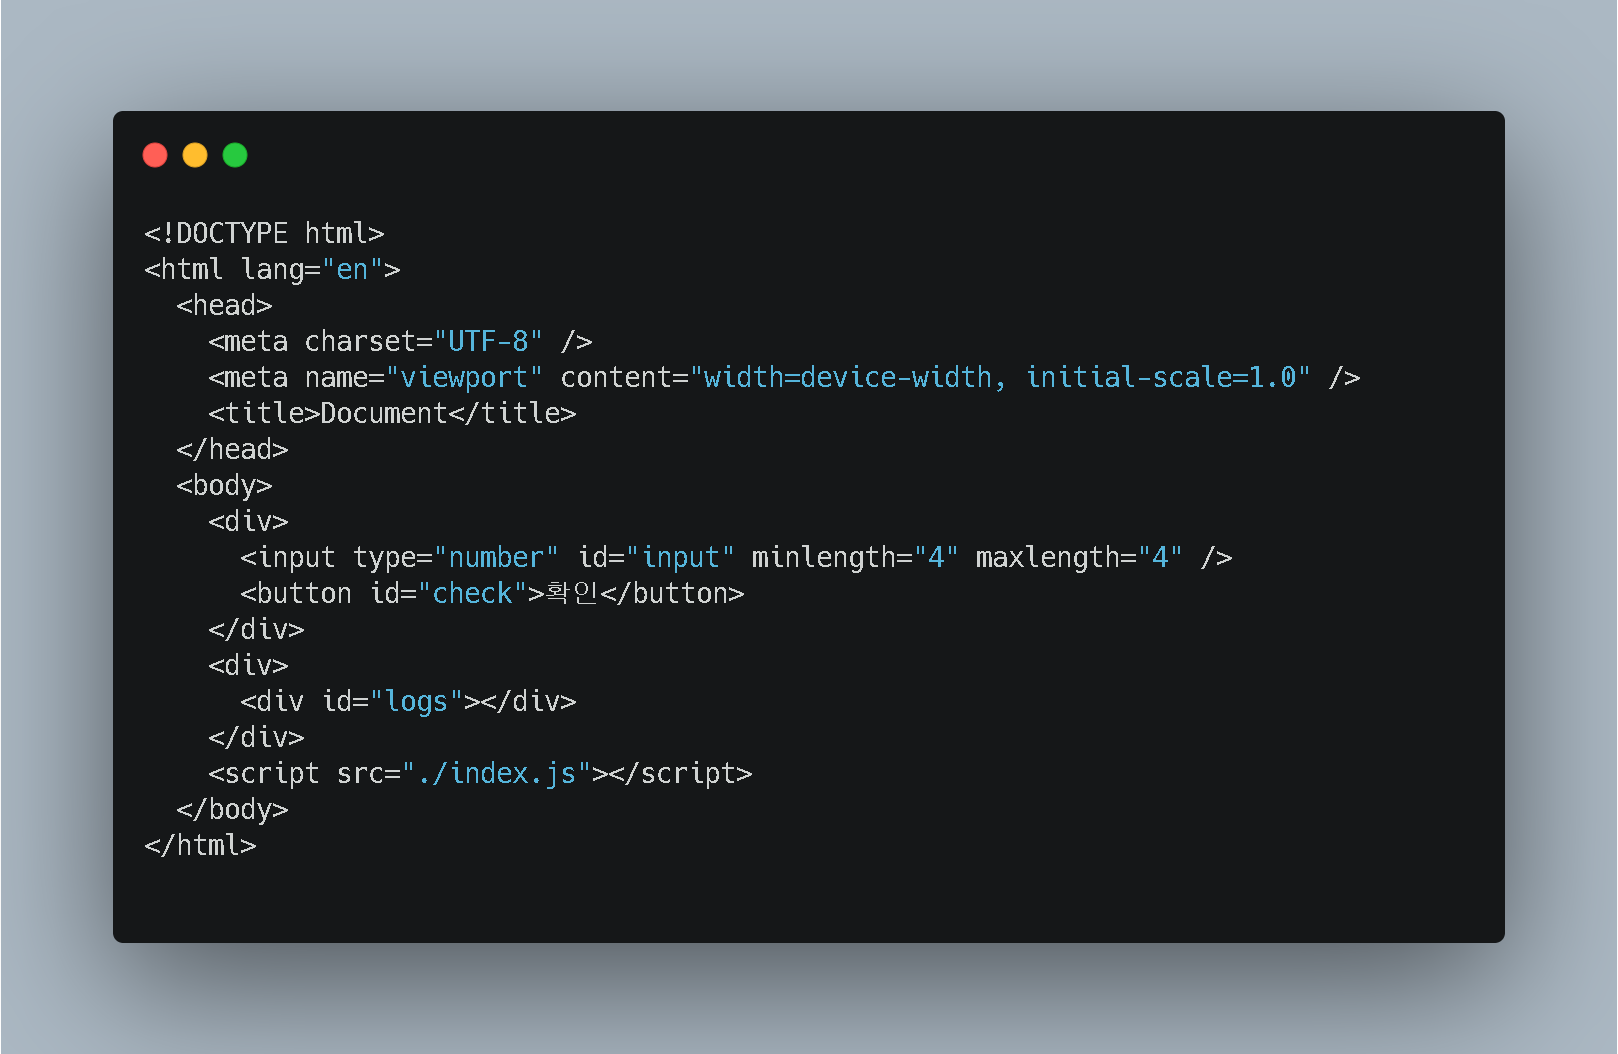 <!DOCTYPE html>
<html lang="en">
  <head>
    <meta charset="UTF-8" />
    <meta name="viewport" content="width=device-width, initial-scale=1.0" />
    <title>Document</title>
  </head>
  <body>
    <div>
      <input type="number" id="input" minlength="4" maxlength="4" />
      <button id="check">확인</button>
    </div>
    <div>
      <div id="logs"></div>
    </div>
    <script src="./index.js"></script>
  </body>
</html>